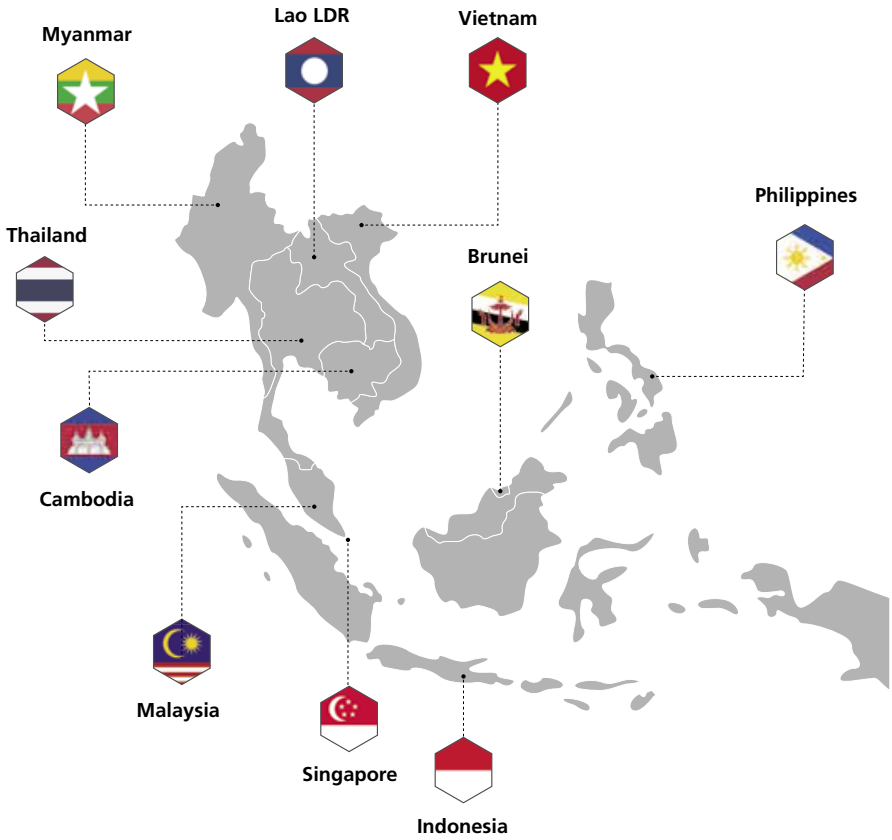 Lao LDR
Vietnam
Myanmar
Philippines
Thailand
Brunei
Cambodia
Malaysia
Singapore
Indonesia